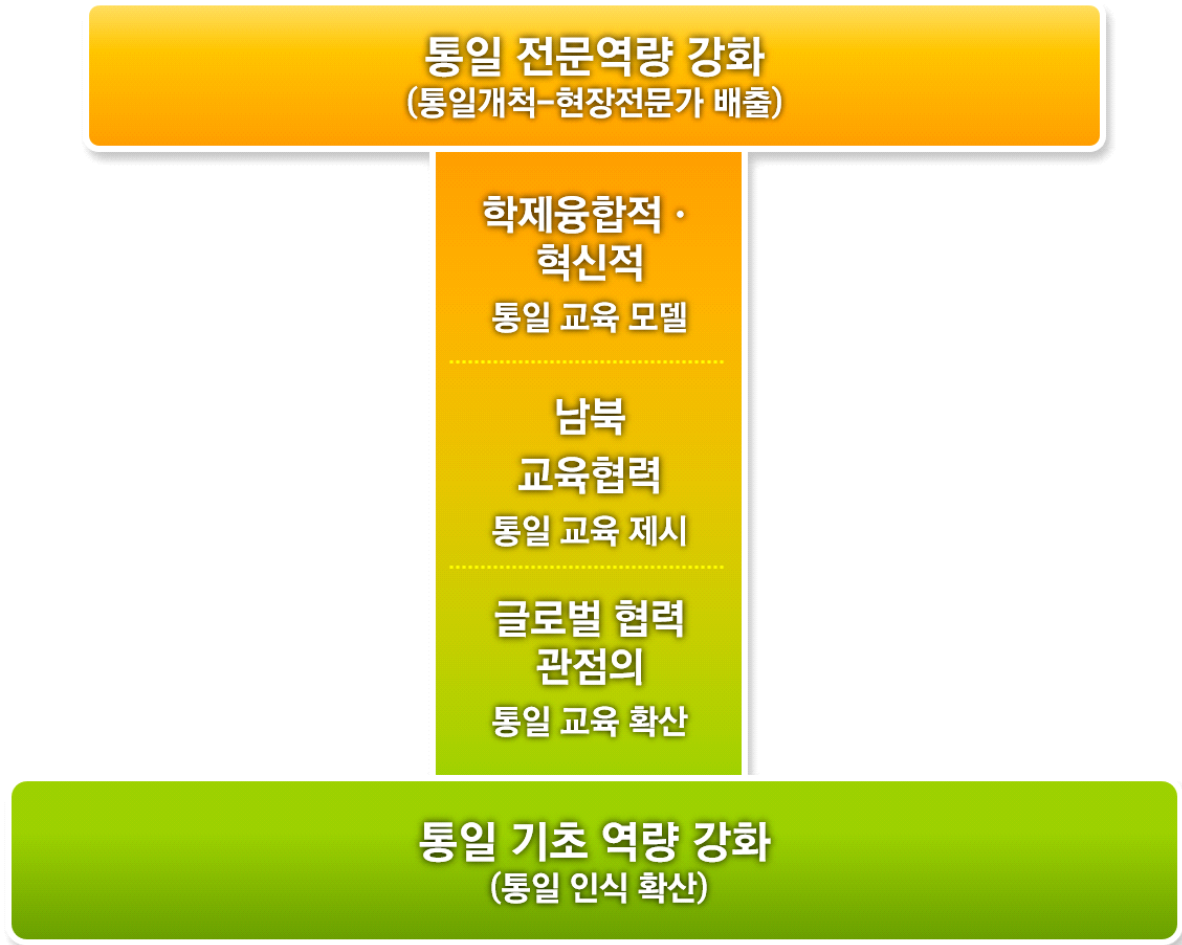 통일 전문역량 강화
(통일개척-현장전문가 배출)
학제융합적 ·
혁신적
통일 교육 모델
남북
교육협력
통일 교육 제시
글로벌 협력
관점의
통일 교육 확산
통일 기초 역량 강화
(통일 인식 확산)